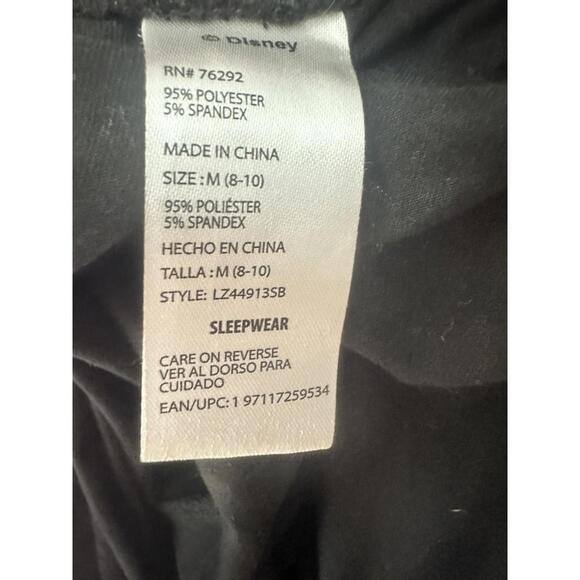 © Disney
RN# 76292
95% POLYESTER
5% SPANDEX
MADE IN CHINA
SIZE : M (8-10)
95% POLIÉSTER
5% SPANDEX
HECHO EN CHINA
TALLA : M (8-10)
STYLE: LZ44913SB
SLEEPWEAR
CARE ON REVERSE
VER AL DORSO PARA
CUIDADO
EAN/UPC: 1 97117259534